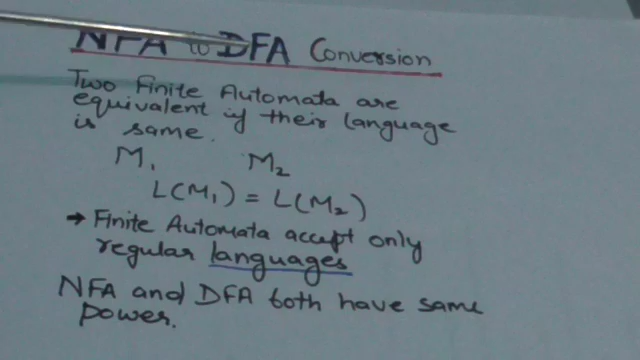 NFA to DFA Conversion
Two Finite Automata are
equivalent if their language
is same.
M1 M2
L(M1) = L(M2)
→ Finite Automata accept only
regular languages
NFA and DFA both have same
power.